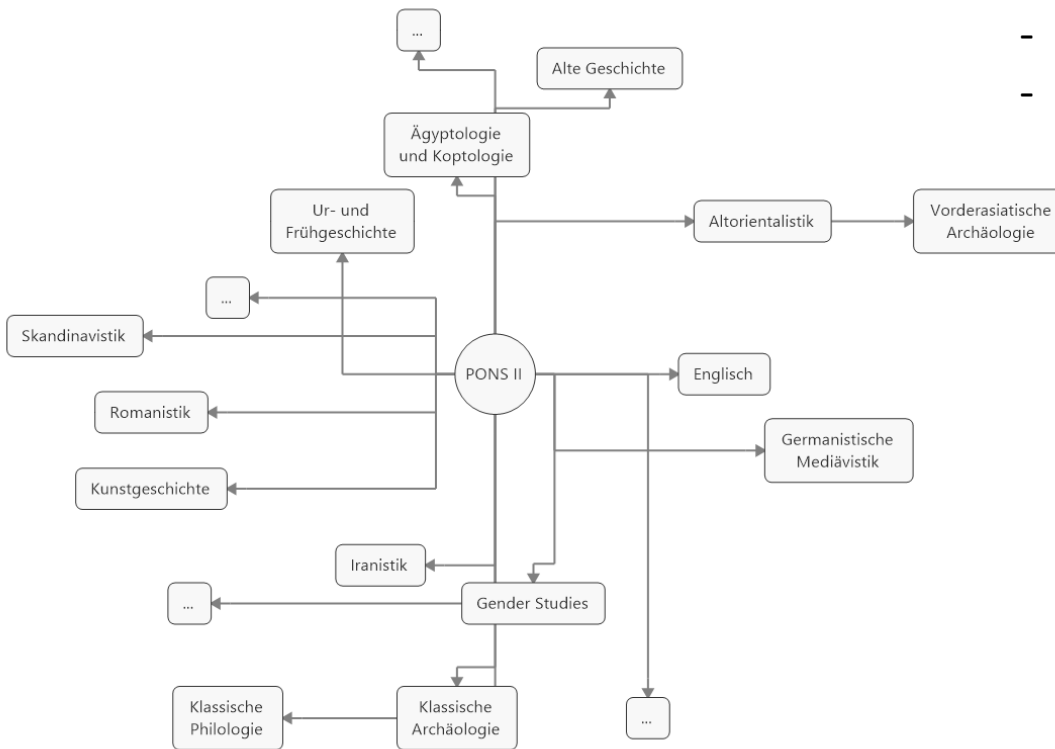 ...
Alte Geschichte
Ägyptologie
und Koptologie
Ur- und
Frühgeschichte
Altorientalistik
Vorderasiatische
Archäologie
...
Skandinavistik
PONS II
Englisch
Romanistik
Germanistische
Mediävistik
Kunstgeschichte
Iranistik
...
Gender Studies
Klassische
Philologie
Klassische
Archäologie
...